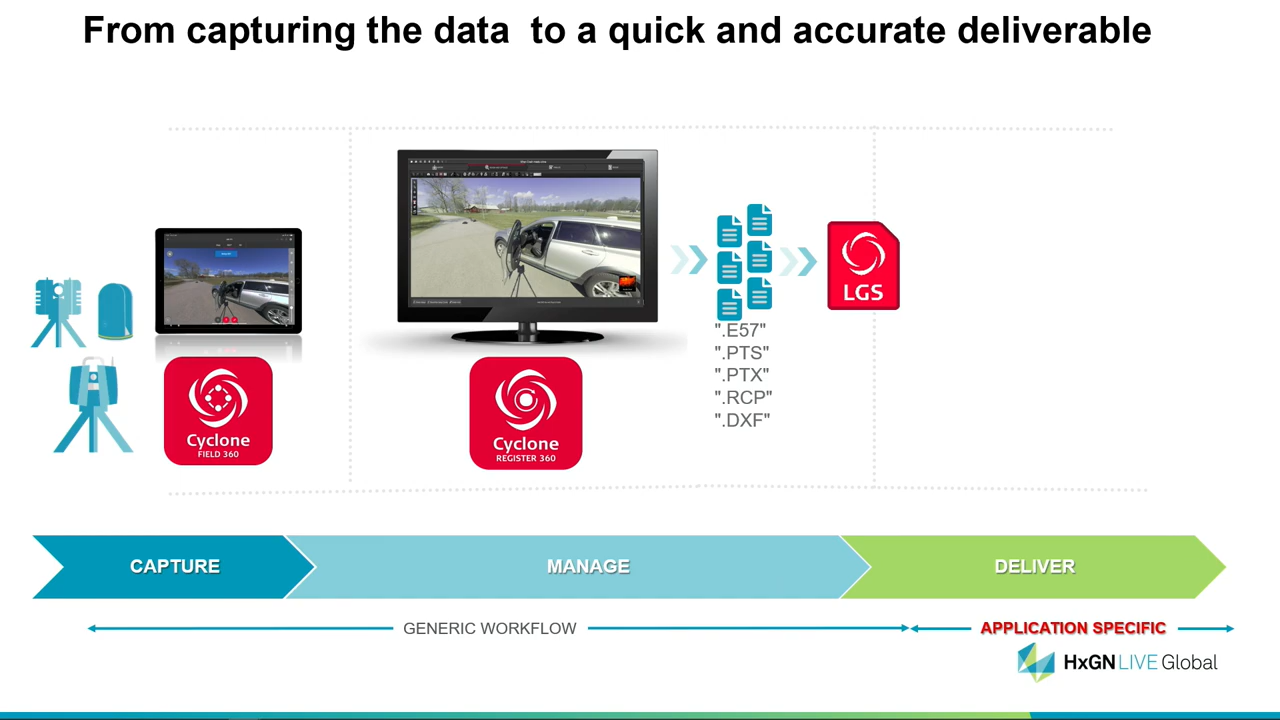 From capturing the data  to a quick and accurate deliverable
Cyclone
FIELD 360
Cyclone
REGISTER 360
".E57"
".PTS"
".PTX"
".RCP"
".DXF"
LGS
CAPTURE
MANAGE
DELIVER
GENERIC WORKFLOW
APPLICATION SPECIFIC
HxGN LIVE Global